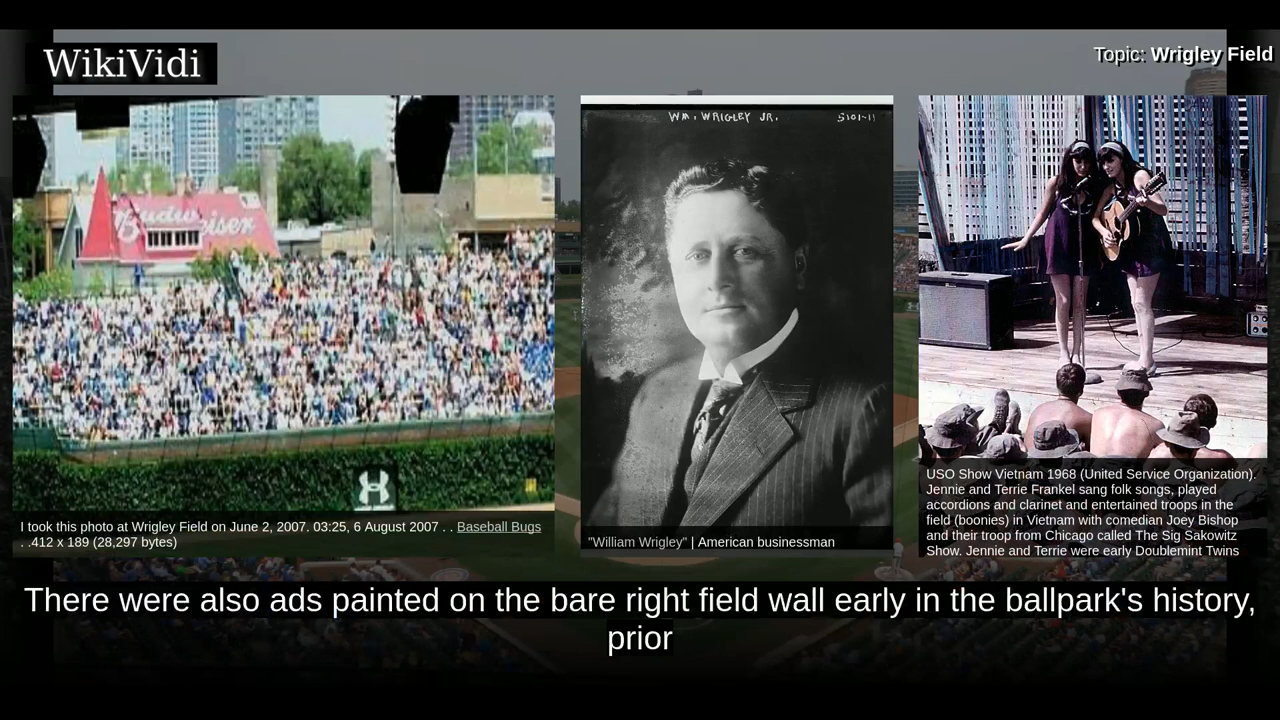 WikiVidi
Topic: Wrigley Field
Budweiser
WM. WRIGLEY JR.
5101-11
I took this photo at Wrigley Field on June 2, 2007. 03:25, 6 August 2007 . . Baseball Bugs
. .412 x 189 (28,297 bytes)
"William Wrigley" | American businessman
USO Show Vietnam 1968 (United Service Organization).
Jennie and Terrie Frankel sang folk songs, played
accordions and clarinet and entertained troops in the
field (boonies) in Vietnam with comedian Joey Bishop
and their troop from Chicago called The Sig Sakowitz
Show. Jennie and Terrie were early Doublemint Twins
There were also ads painted on the bare right field wall early in the ballpark's history,
prior